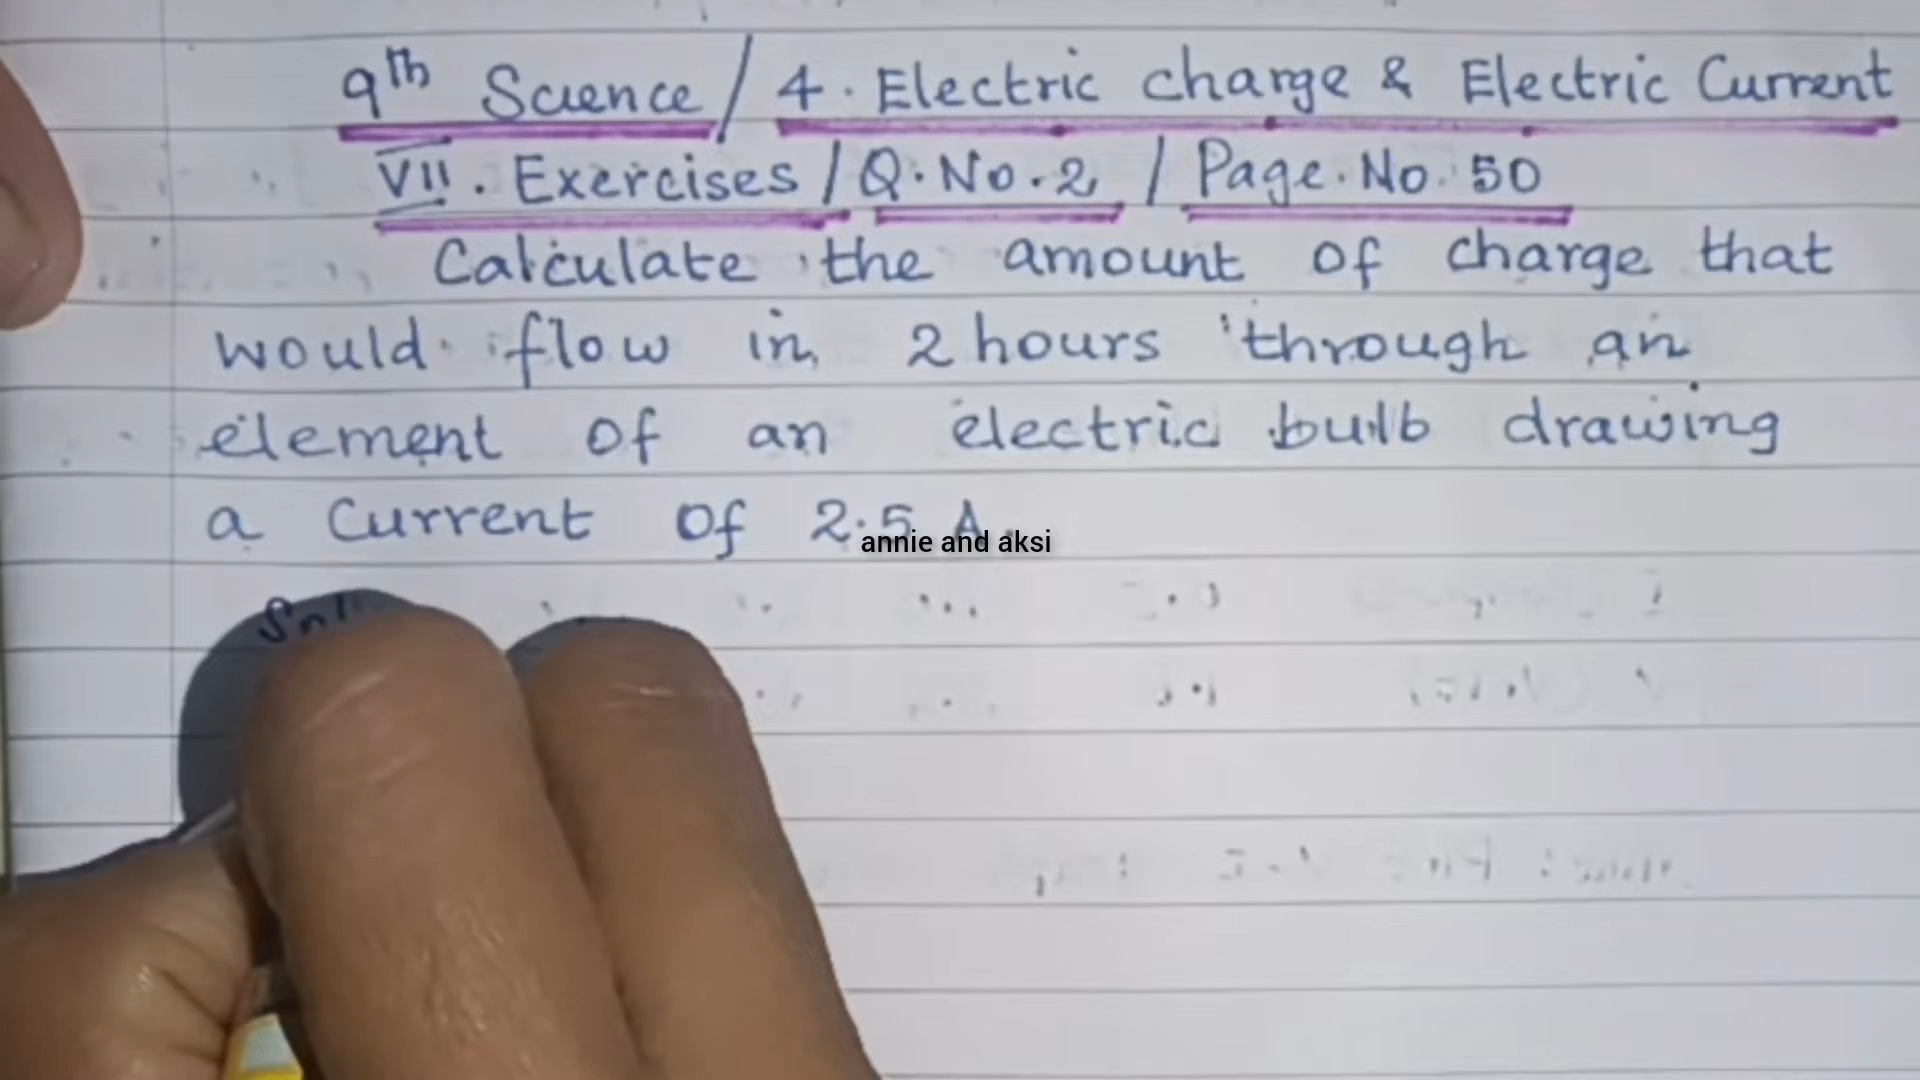 9th Science / 4. Electric charge & Electric Current
VII. Exercises / Q.No.2 / Page.No.50
Calculate the amount of charge that
would flow in 2 hours through an
element of an electric bulb drawing
a current of 2.5 A.
annie and aksi